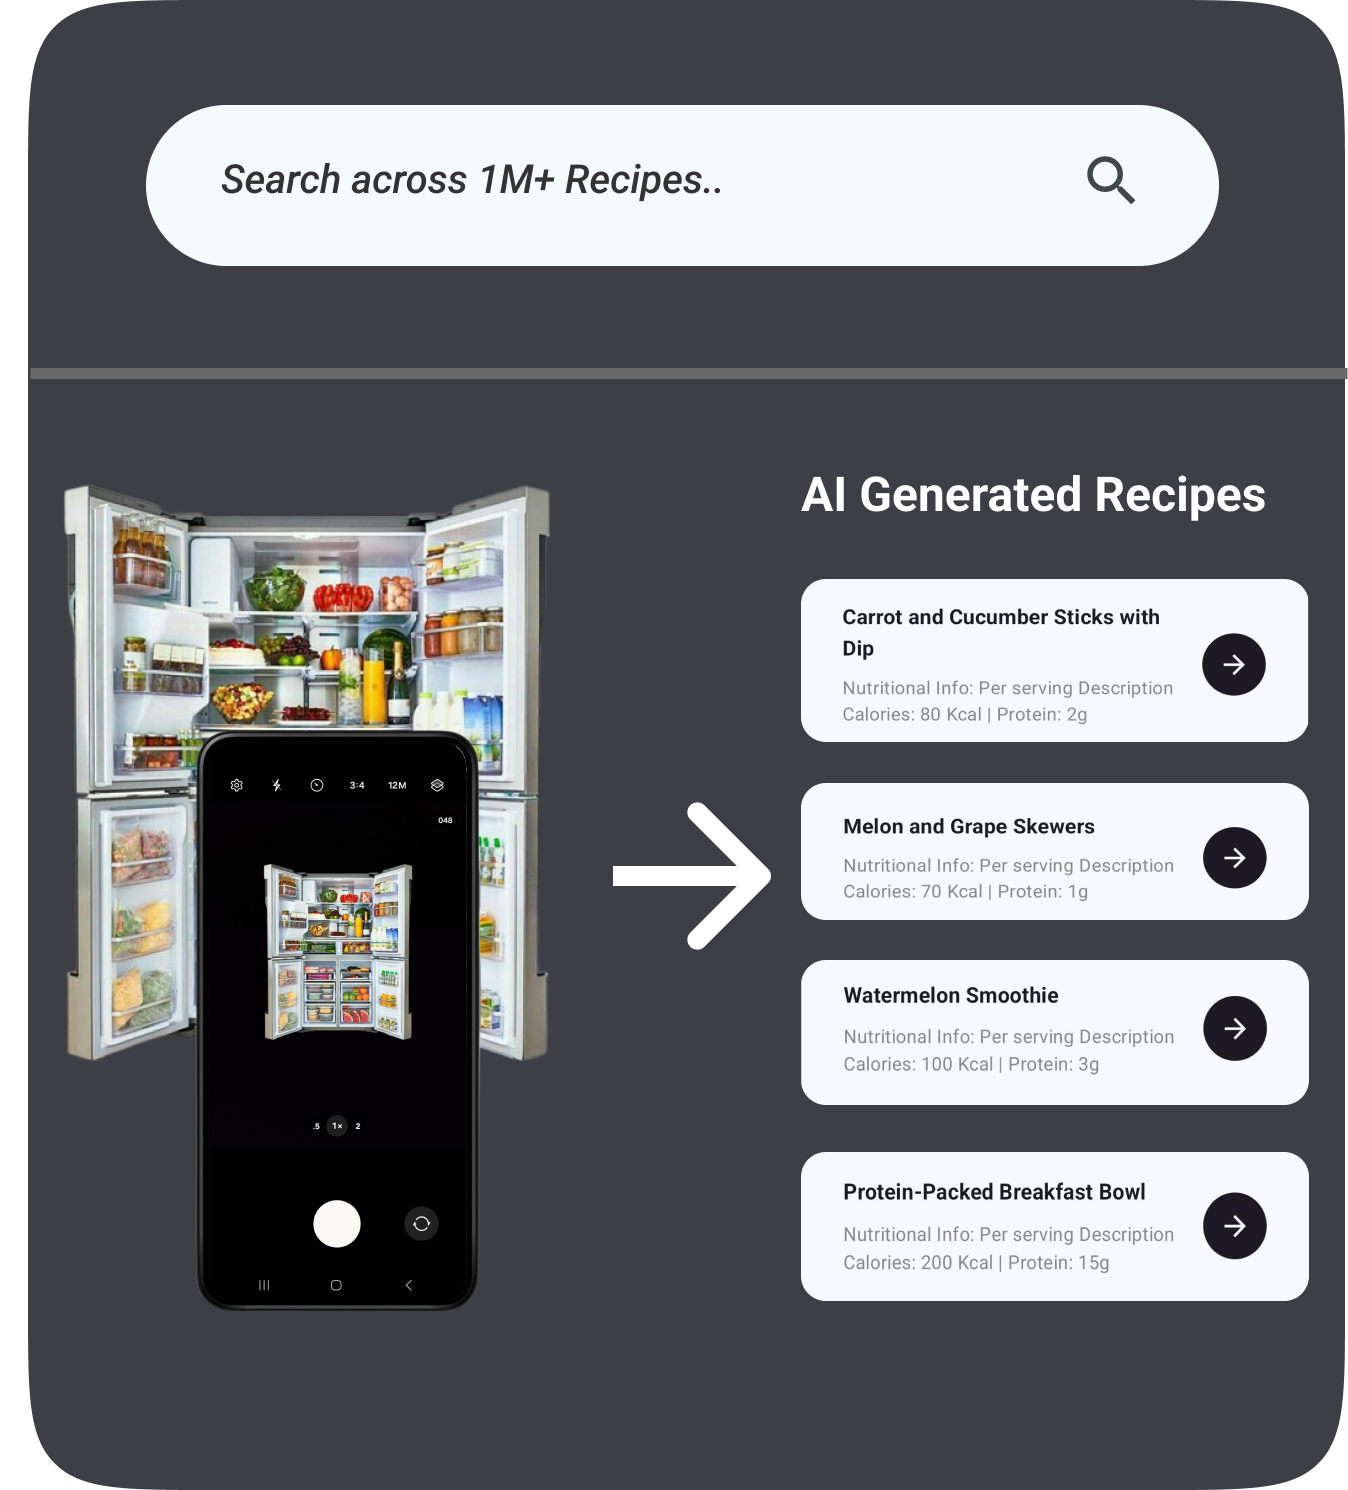 Search across 1M+ Recipes..
AI Generated Recipes
Carrot and Cucumber Sticks with
Dip
Nutritional Info: Per serving Description
Calories: 80 Kcal | Protein: 2g
Melon and Grape Skewers
Nutritional Info: Per serving Description
Calories: 70 Kcal | Protein: 1g
Watermelon Smoothie
Nutritional Info: Per serving Description
Calories: 100 Kcal | Protein: 3g
Protein-Packed Breakfast Bowl
Nutritional Info: Per serving Description
Calories: 200 Kcal | Protein: 15g
3:4 12M
048
.5 1× 2